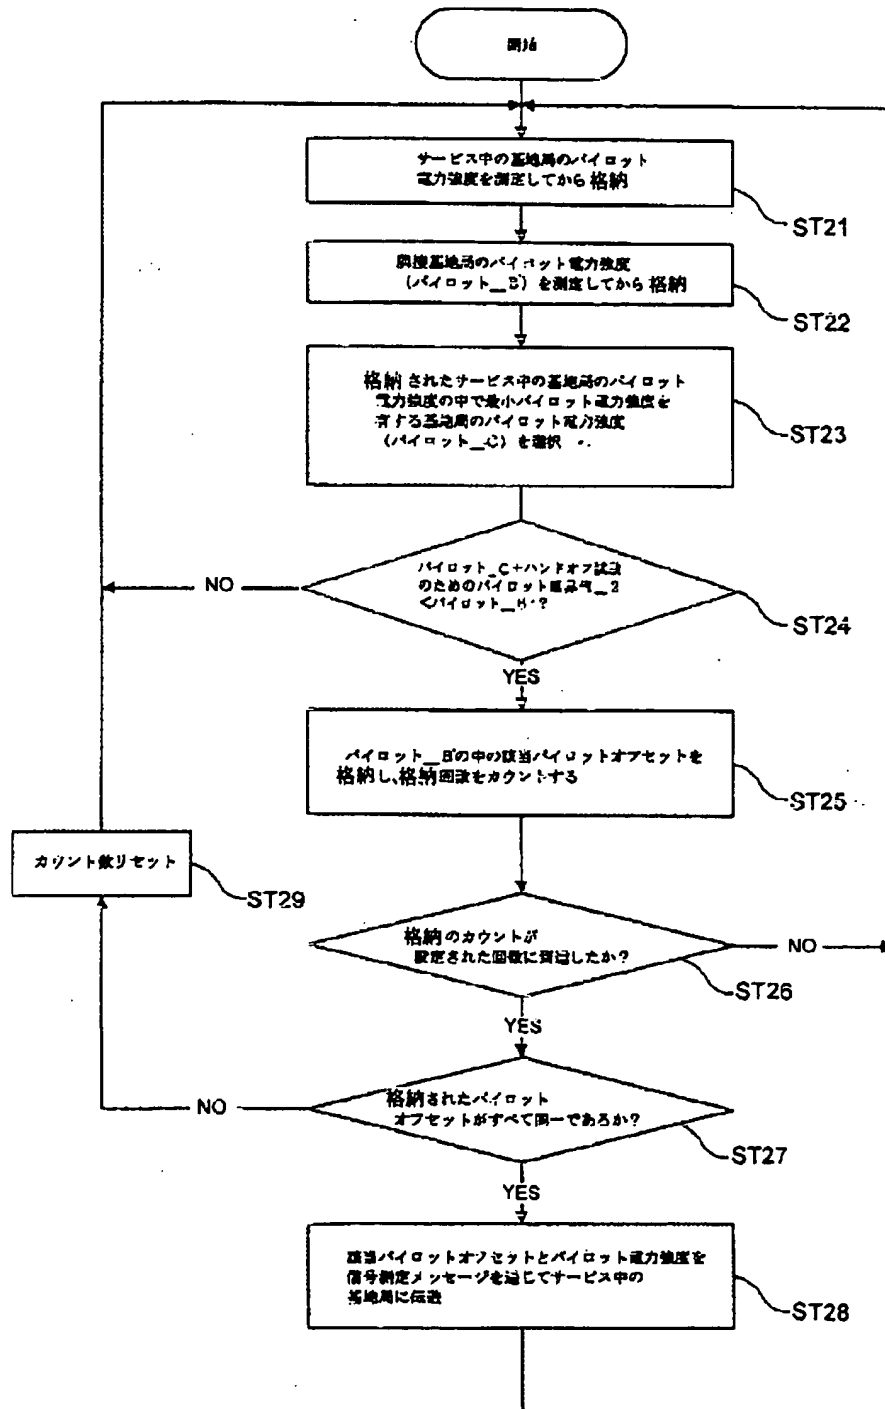 開始
サービス中の基地局のパイロット
電力強度を測定してから格納
ST21
隣接基地局のパイロット電力強度
(パイロット_B)を測定してから格納
ST22
格納されたサービス中の基地局のパイロット
電力強度の中で最小パイロット電力強度を
有する基地局のパイロット電力強度
(パイロット_C)を選択
ST23
パイロット_C+ハンドオフ試験
のためのパイロット
<パイロット_B'?
NO
ST24
YES
パイロット_B'の中の該当パイロットオフセットを
格納し、格納回数をカウントする
ST25
カウント数リセット
ST29
格納のカウントが
設定された回数に到達したか?
NO
ST26
YES
格納されたパイロット
オフセットがすべて同一であるか?
NO
ST27
YES
該当パイロットオフセットとパイロット電力強度を
信号測定メッセージを通じてサービス中の
基地局に伝送
ST28